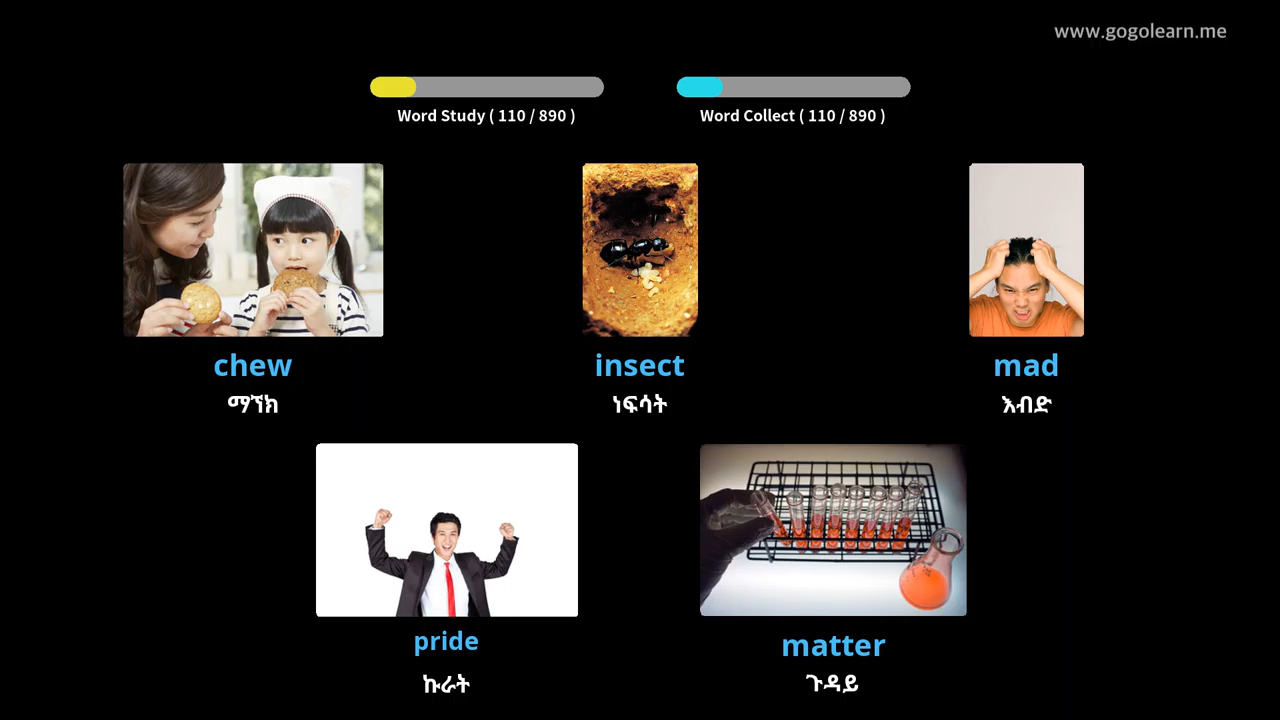 www.gogolearn.me
Word Study ( 110 / 890 )
Word Collect ( 110 / 890 )
chew
ማኘክ
insect
ነፍሳት
mad
እብድ
pride
ኩራት
matter
ጉዳይ